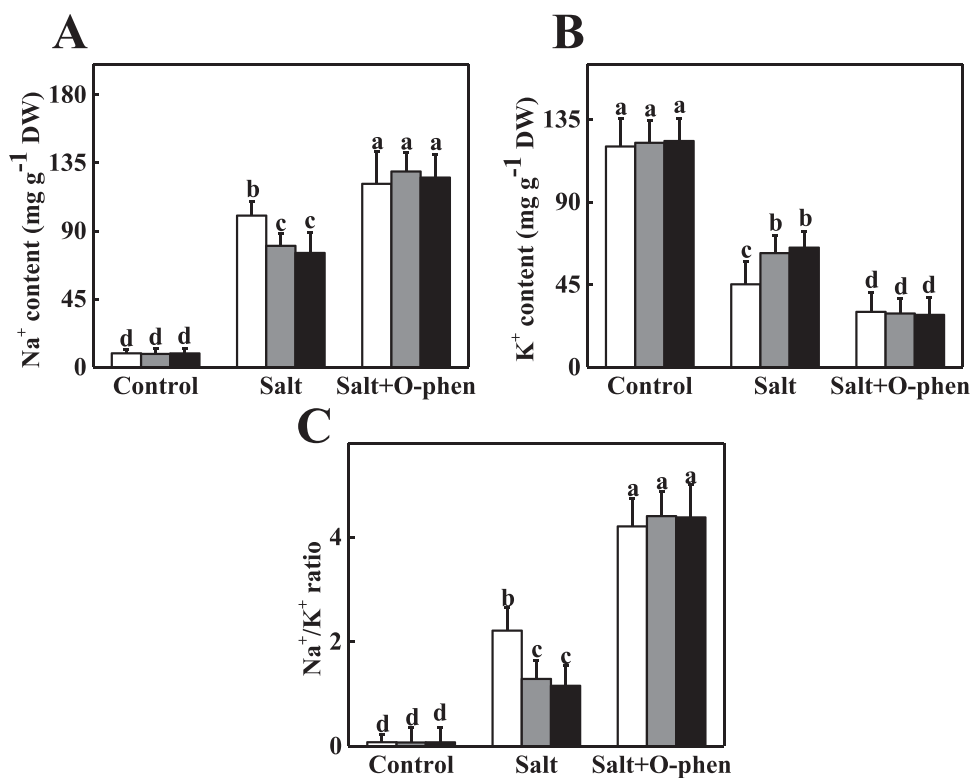 A
Na⁺ content (mg g⁻¹ DW)
180
135
90
45
0
d d d
b c c
a a a
Control Salt Salt+O-phen
B
K⁺ content (mg g⁻¹ DW)
135
90
45
0
a a a
c b b
d d d
Control Salt Salt+O-phen
C
Na⁺/K⁺ ratio
4
2
0
d d d
b c c
a a a
Control Salt Salt+O-phen